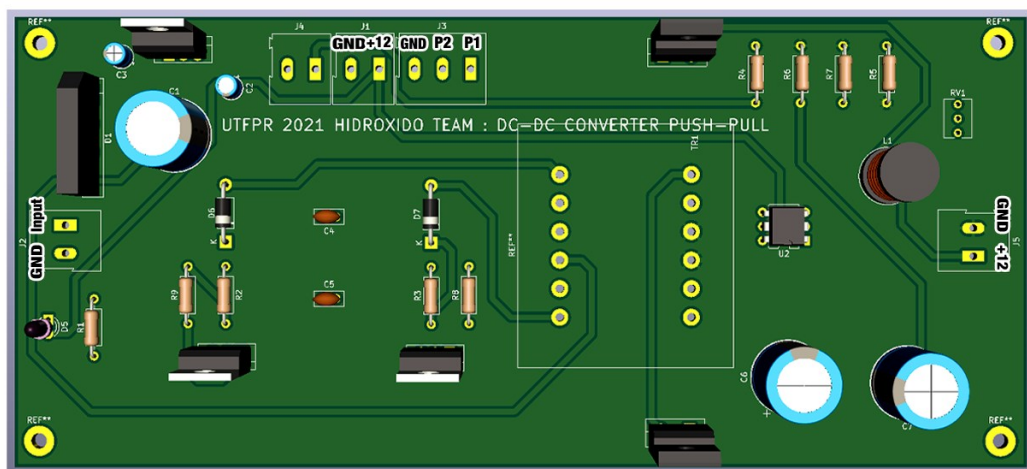 REF**
J4
J1
J3
REF**
GND+12
GND P2 P1
C3
C2
C1
R4
R6
R7
R5
RV1
UTFPR 2021 HIDROXIDO TEAM : DC-DC CONVERTER PUSH-PULL
D1
TR1
L1
J2
Input
GND
D6
K
C4
D7
K
REF**
U2
GND
+12
J5
R9
R2
C5
R3
R8
D5
R1
C6
+
C7
REF**
REF**